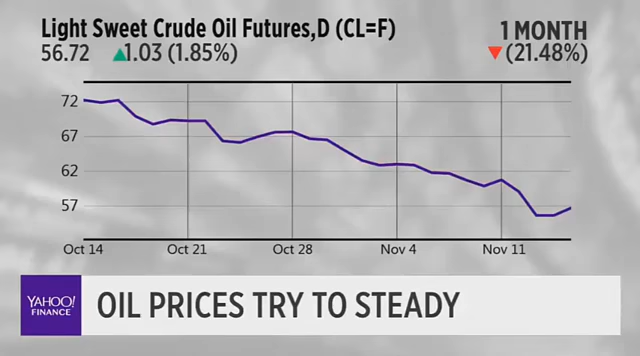 Light Sweet Crude Oil Futures,D (CL=F)
56.72 ▲1.03 (1.85%)
1 MONTH
▼(21.48%)
72
67
62
57
Oct 14 Oct 21 Oct 28 Nov 4 Nov 11
YAHOO!
FINANCE
OIL PRICES TRY TO STEADY